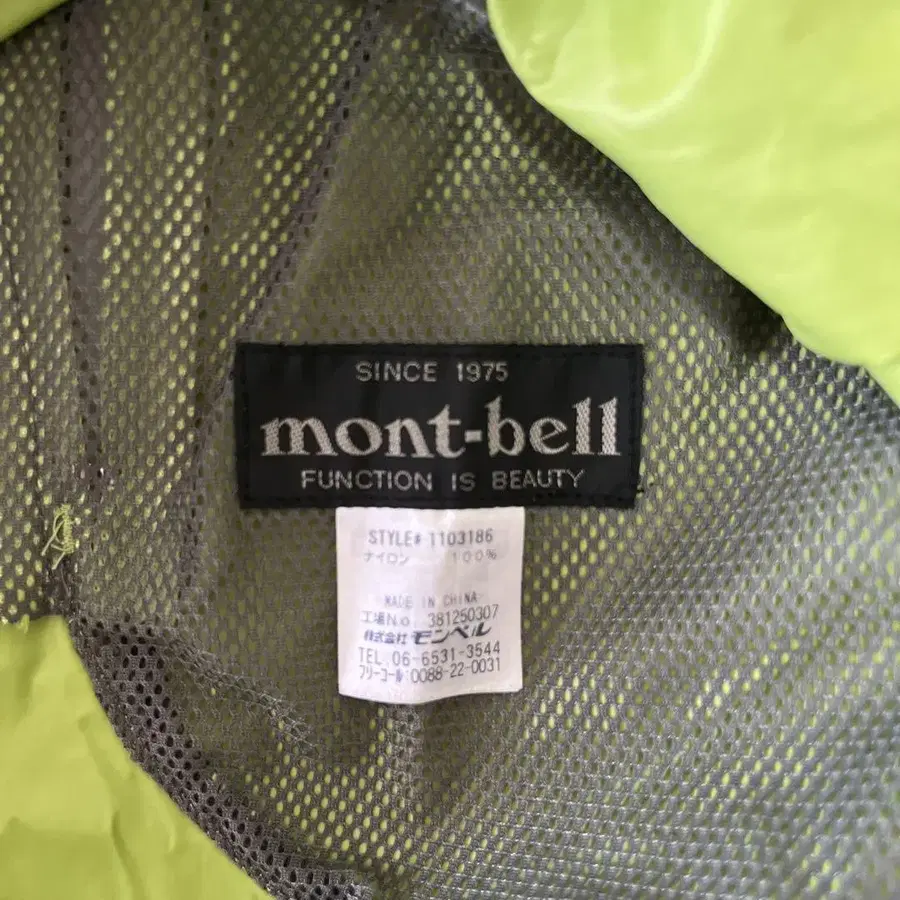 SINCE 1975
mont-bell
FUNCTION IS BEAUTY
STYLE# 1103186
ナイロン 100%
MADE IN CHINA
工場No. 381250307
株式会社 モンベル
TEL.06-6531-3544
フリーコール:0088-22-0031